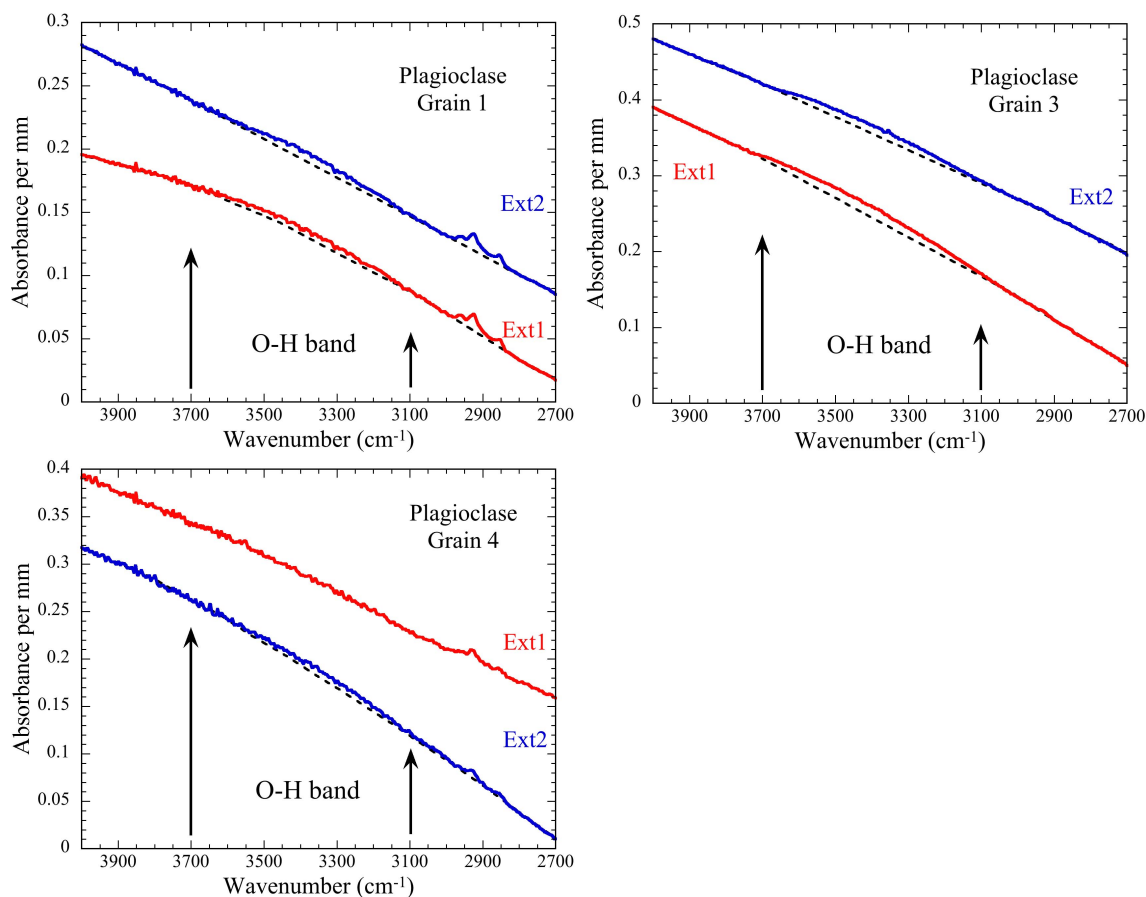 Plagioclase
Grain 1
Ext2
Ext1
O-H band
0.3
0.25
0.2
0.15
0.1
0.05
0
3900 3700 3500 3300 3100 2900 2700
Wavenumber (cm-1)
Absorbance per mm
Plagioclase
Grain 3
Ext1
Ext2
O-H band
0.5
0.4
0.3
0.2
0.1
0
3900 3700 3500 3300 3100 2900 2700
Wavenumber (cm-1)
Absorbance per mm
Plagioclase
Grain 4
Ext1
Ext2
O-H band
0.4
0.35
0.3
0.25
0.2
0.15
0.1
0.05
0
3900 3700 3500 3300 3100 2900 2700
Wavenumber (cm-1)
Absorbance per mm